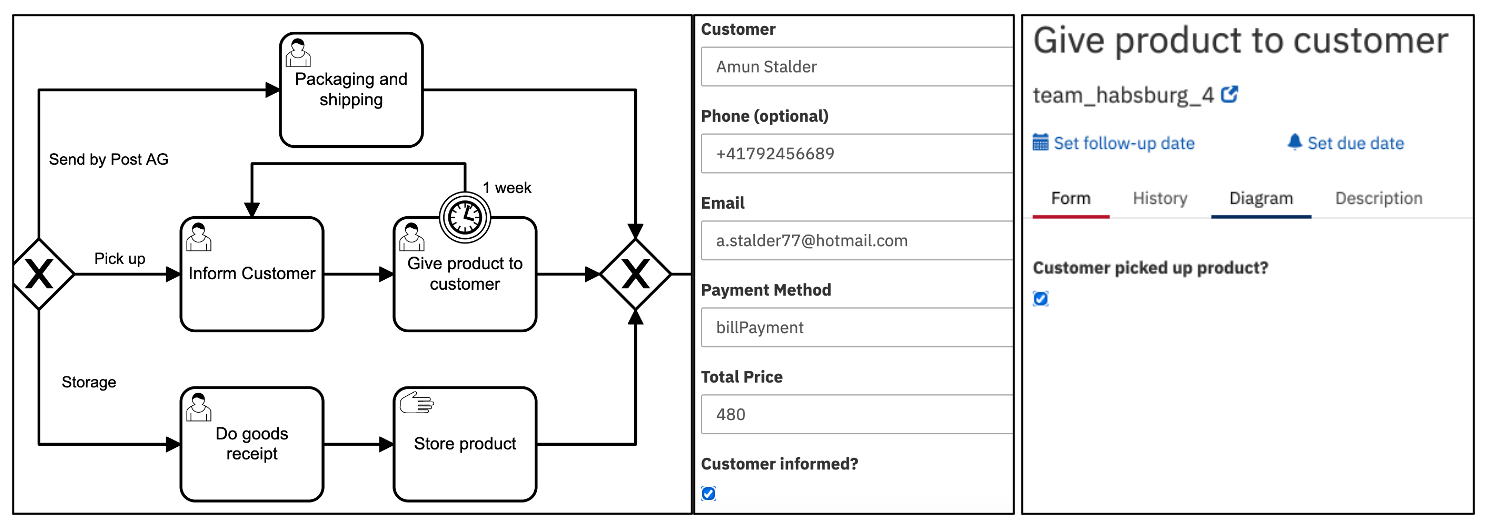 Packaging and
shipping
Send by Post AG
1 week
Pick up
Inform Customer
Give product to
customer
Storage
Do goods
receipt
Store product
Customer
Amun Stalder
Phone (optional)
+41792456689
Email
a.stalder77@hotmail.com
Payment Method
billPayment
Total Price
480
Customer informed?
Give product to customer
team_habsburg_4
Set follow-up date
Set due date
Form
History
Diagram
Description
Customer picked up product?